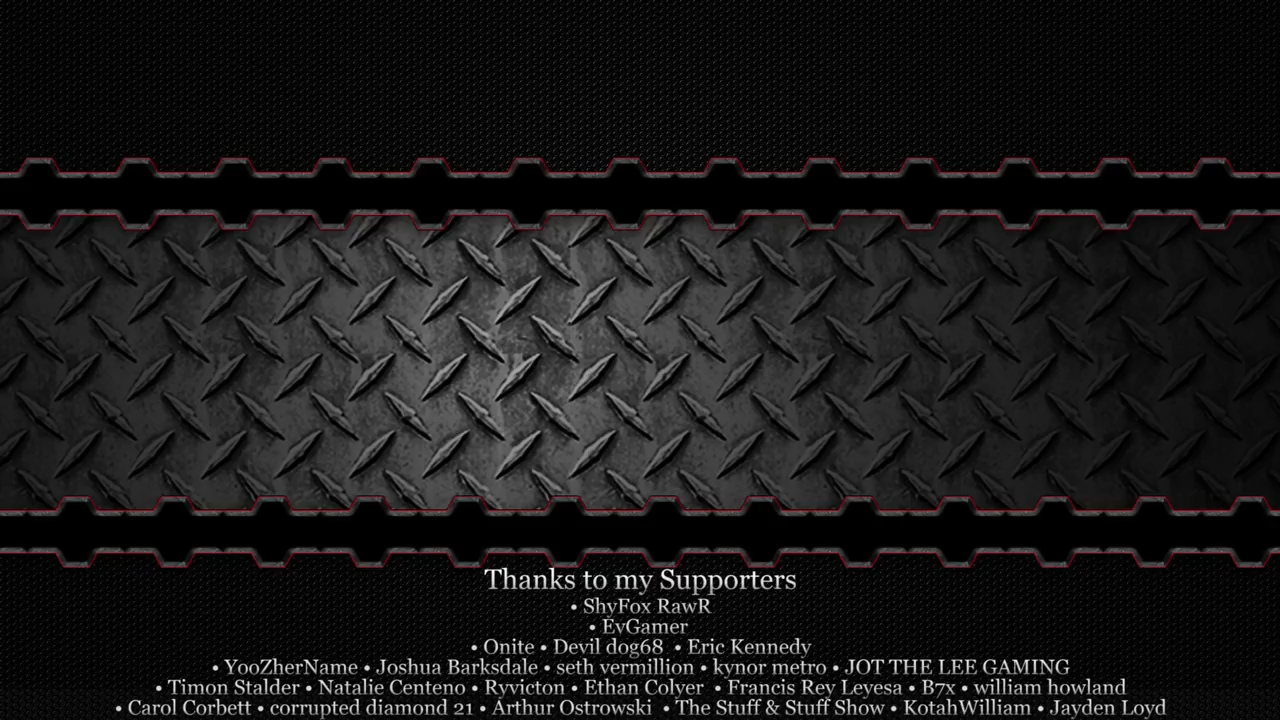 Thanks to my Supporters
• ShyFox RawR
• EvGamer
• Onite • Devil dog68 • Eric Kennedy
• YooZherName • Joshua Barksdale • seth vermillion • kynor metro • JOT THE LEE GAMING
• Timon Stalder • Natalie Centeno • Ryvicton • Ethan Colyer • Francis Rey Leyesa • B7x • william howland
• Carol Corbett • corrupted diamond 21 • Arthur Ostrowski • The Stuff & Stuff Show • KotahWilliam • Jayden Loyd